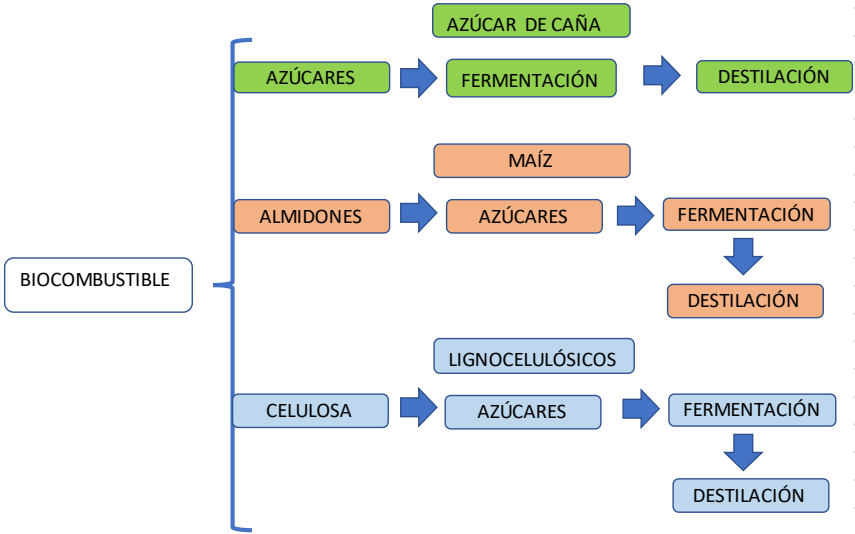 AZÚCAR DE CAÑA
AZÚCARES
FERMENTACIÓN
DESTILACIÓN
MAÍZ
ALMIDONES
AZÚCARES
FERMENTACIÓN
DESTILACIÓN
BIOCOMBUSTIBLE
LIGNOCELULÓSICOS
CELULOSA
AZÚCARES
FERMENTACIÓN
DESTILACIÓN